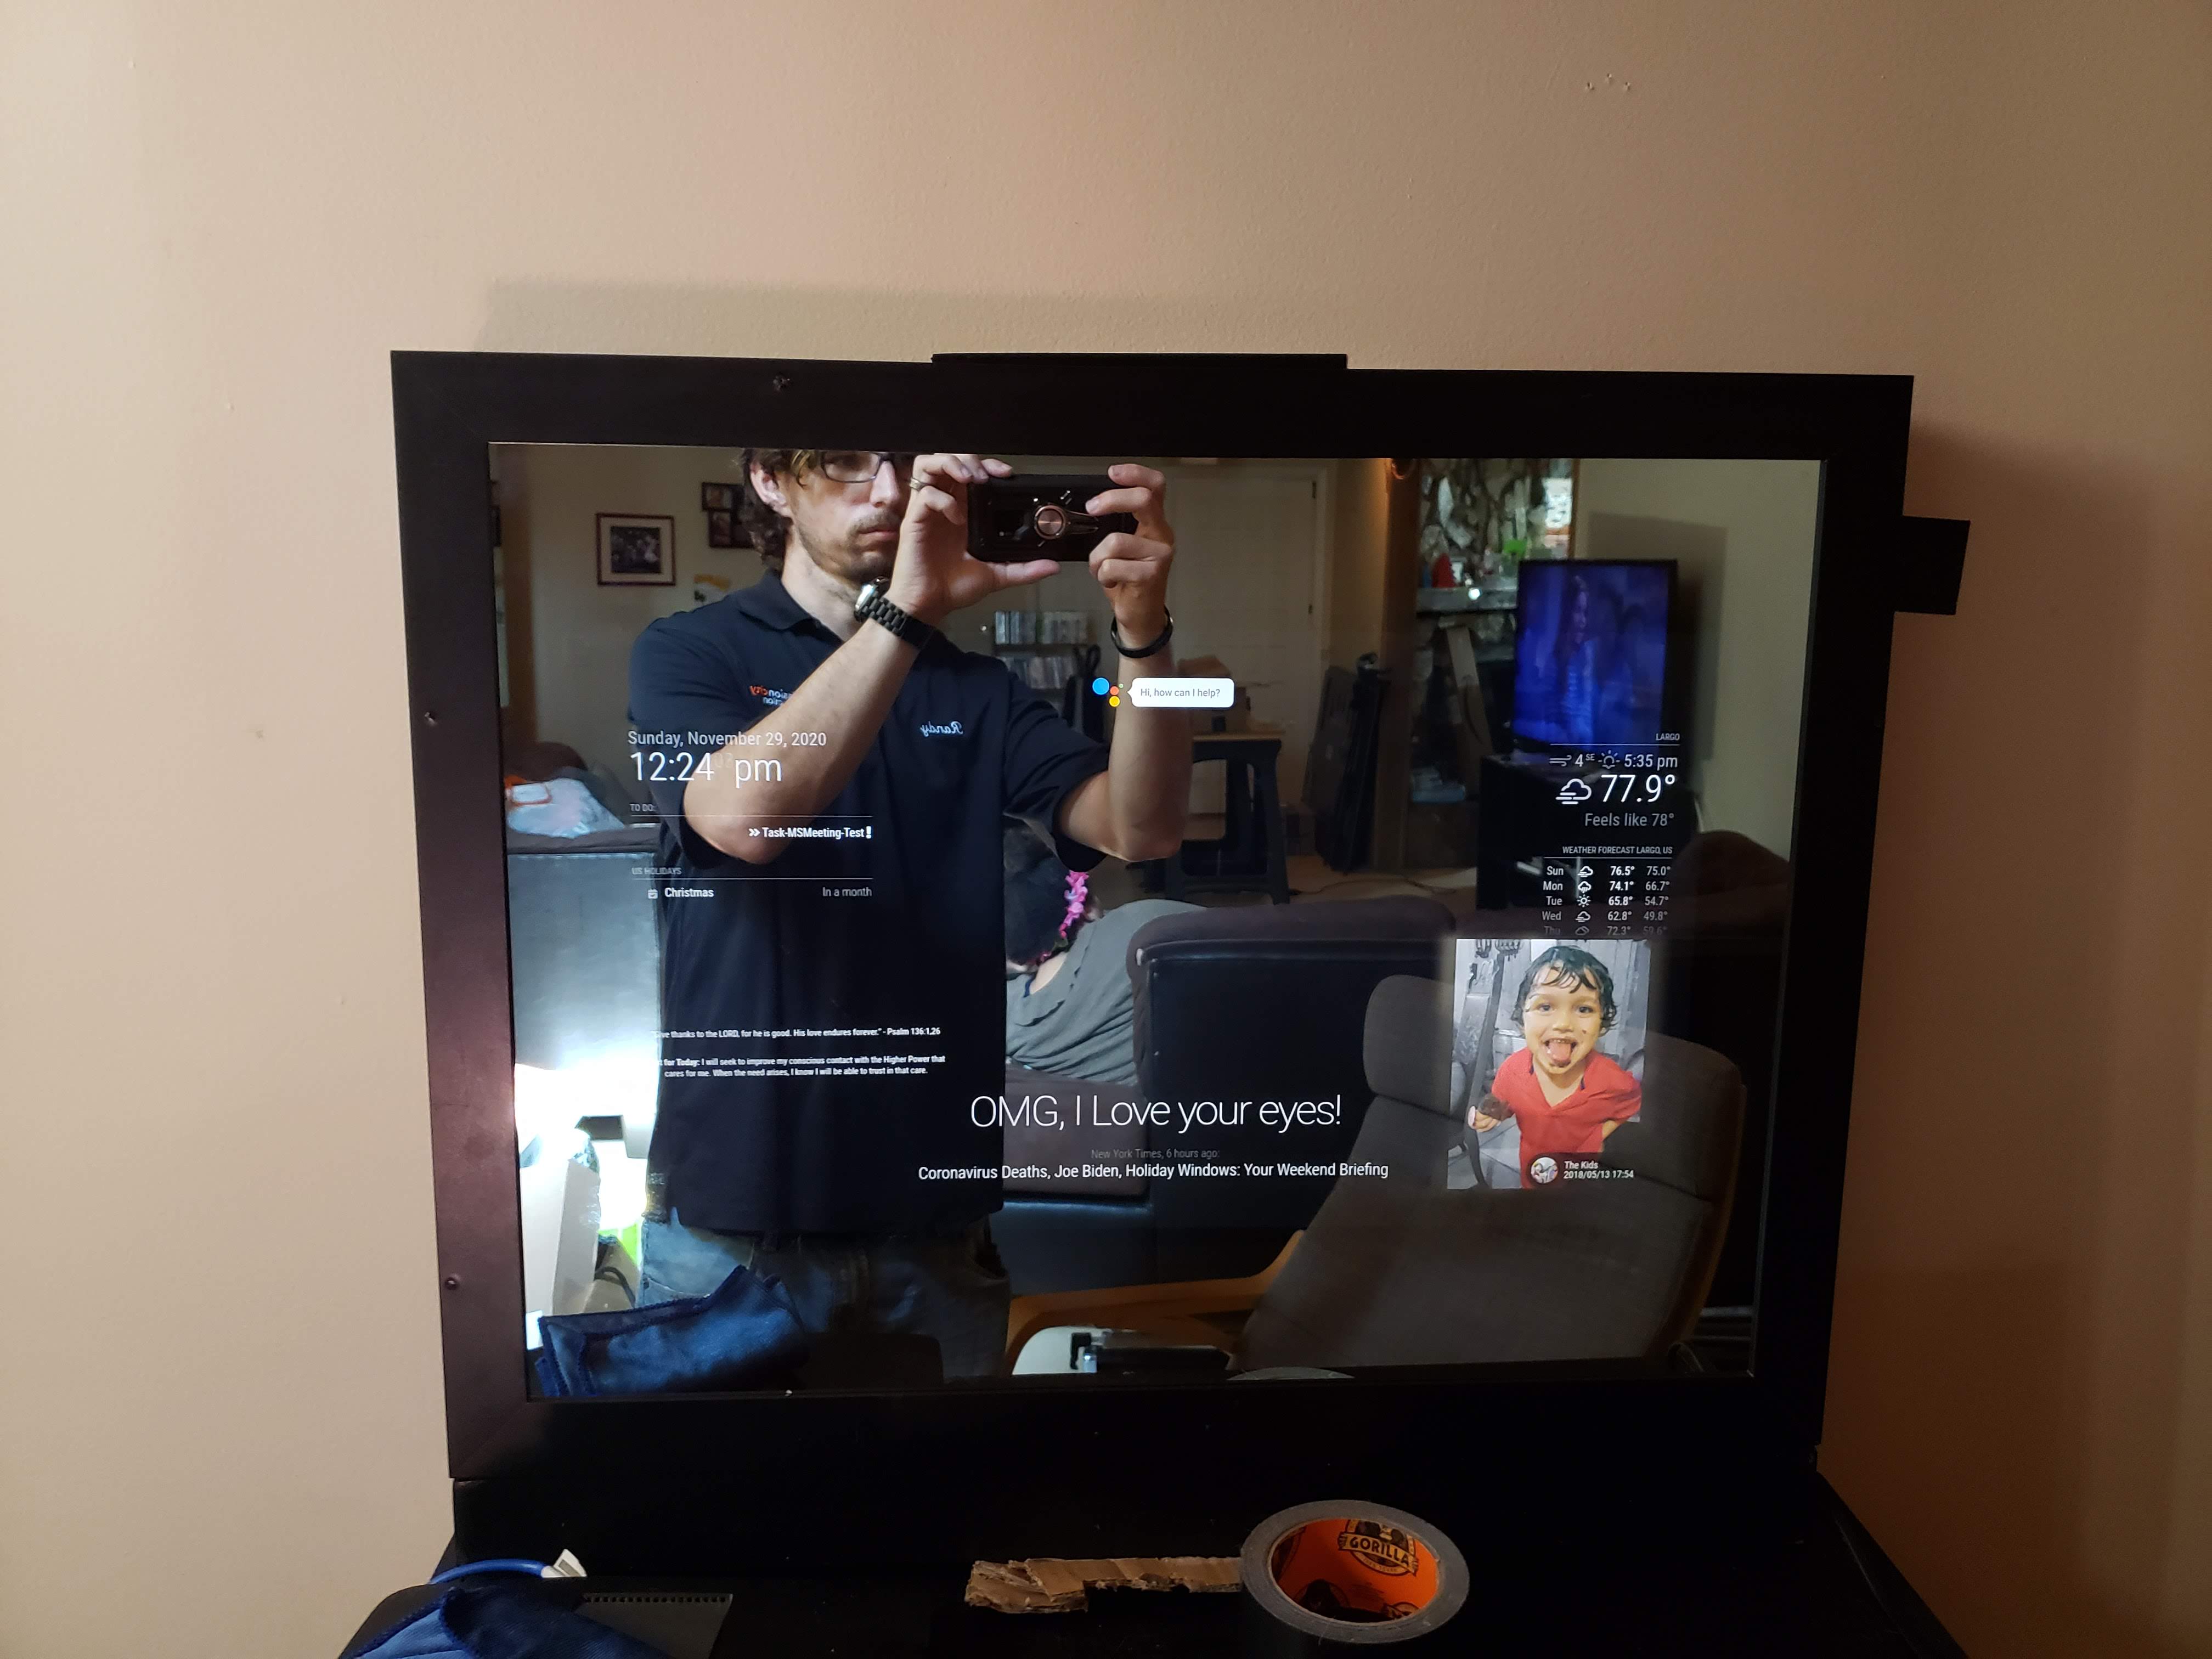 Randy
Hi, how can I help?
Sunday, November 29, 2020
12:24 pm
TO DO:
Task-MSMeeting-Test!
US HOLIDAYS
Christmas In a month
LARGO
4 SE 5:35 pm
77.9°
Feels like 78°
WEATHER FORECAST LARGO, US
Sun 76.5° 75.0°
Mon 74.1° 66.7°
Tue 65.8° 54.7°
Wed 62.8° 49.8°
Thu 72.3° 59.6°
thanks to the LORD, for he is good. His love endures forever." - Psalm 136:1,26
for Today: I will seek to improve my conscious contact with the Higher Power that
cares for me. When the need arises, I know I will be able to trust in that care.
OMG, I Love your eyes!
New York Times, 6 hours ago:
Coronavirus Deaths, Joe Biden, Holiday Windows: Your Weekend Briefing
The Kids
2018/05/13 17:54
GORILLA